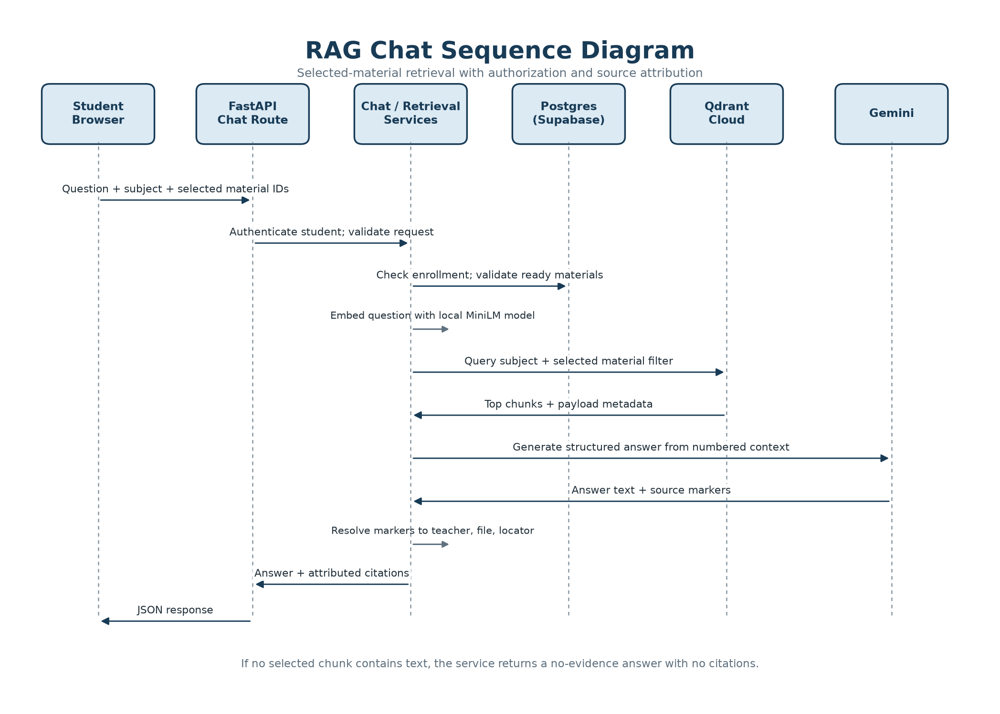 RAG Chat Sequence Diagram
Selected-material retrieval with authorization and source attribution
Student
Browser
FastAPI
Chat Route
Chat / Retrieval
Services
Postgres
(Supabase)
Qdrant
Cloud
Gemini
Question + subject + selected material IDs
Authenticate student; validate request
Check enrollment; validate ready materials
Embed question with local MiniLM model
Query subject + selected material filter
Top chunks + payload metadata
Generate structured answer from numbered context
Answer text + source markers
Resolve markers to teacher, file, locator
Answer + attributed citations
JSON response
If no selected chunk contains text, the service returns a no-evidence answer with no citations.